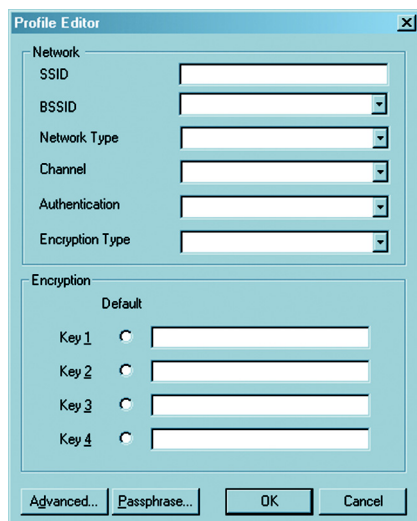 Profile Editor
Network
SSID
BSSID
Network Type
Channel
Authentication
Encryption Type
Encryption
Default
Key 1
Key 2
Key 3
Key 4
Advanced... Passphrase... OK Cancel